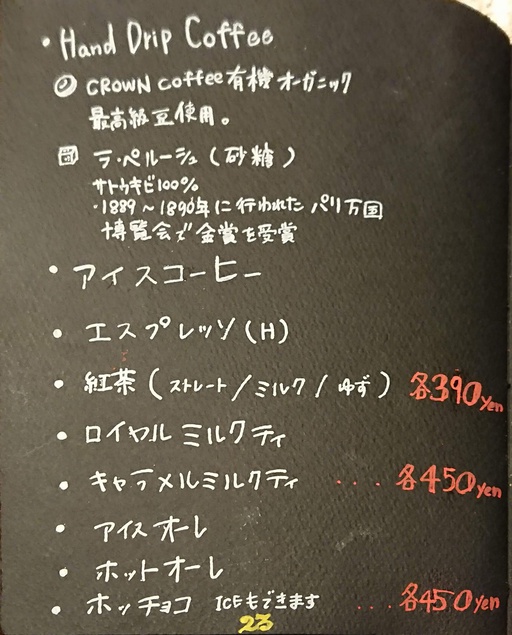 ・Hand Drip Coffee
CROWN coffee 有機 オーガニック
最高級豆使用。
ラ・ペルーシュ(砂糖)
サトウキビ100%
・1889～1890年に行われた パリ万国
博覧会で金賞を受賞
・アイスコーヒー
・エスプレッソ(H)
・紅茶(ストレート/ミルク/ゆず) 各390yen
・ロイヤルミルクティ
・キャラメルミルクティ ...各450yen
・アイスオーレ
・ホットオーレ
・ホッチョコ ICEもできます ...各450yen
23